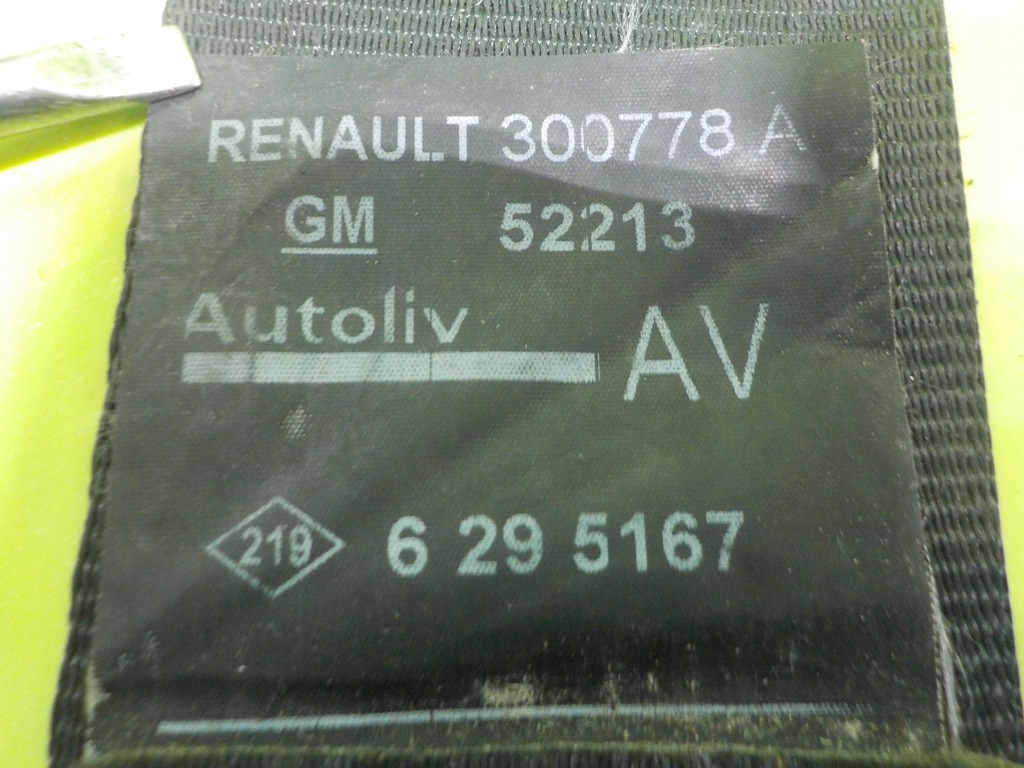 RENAULT 300778 A
GM 52213
Autoliv AV
219 6 29 5167